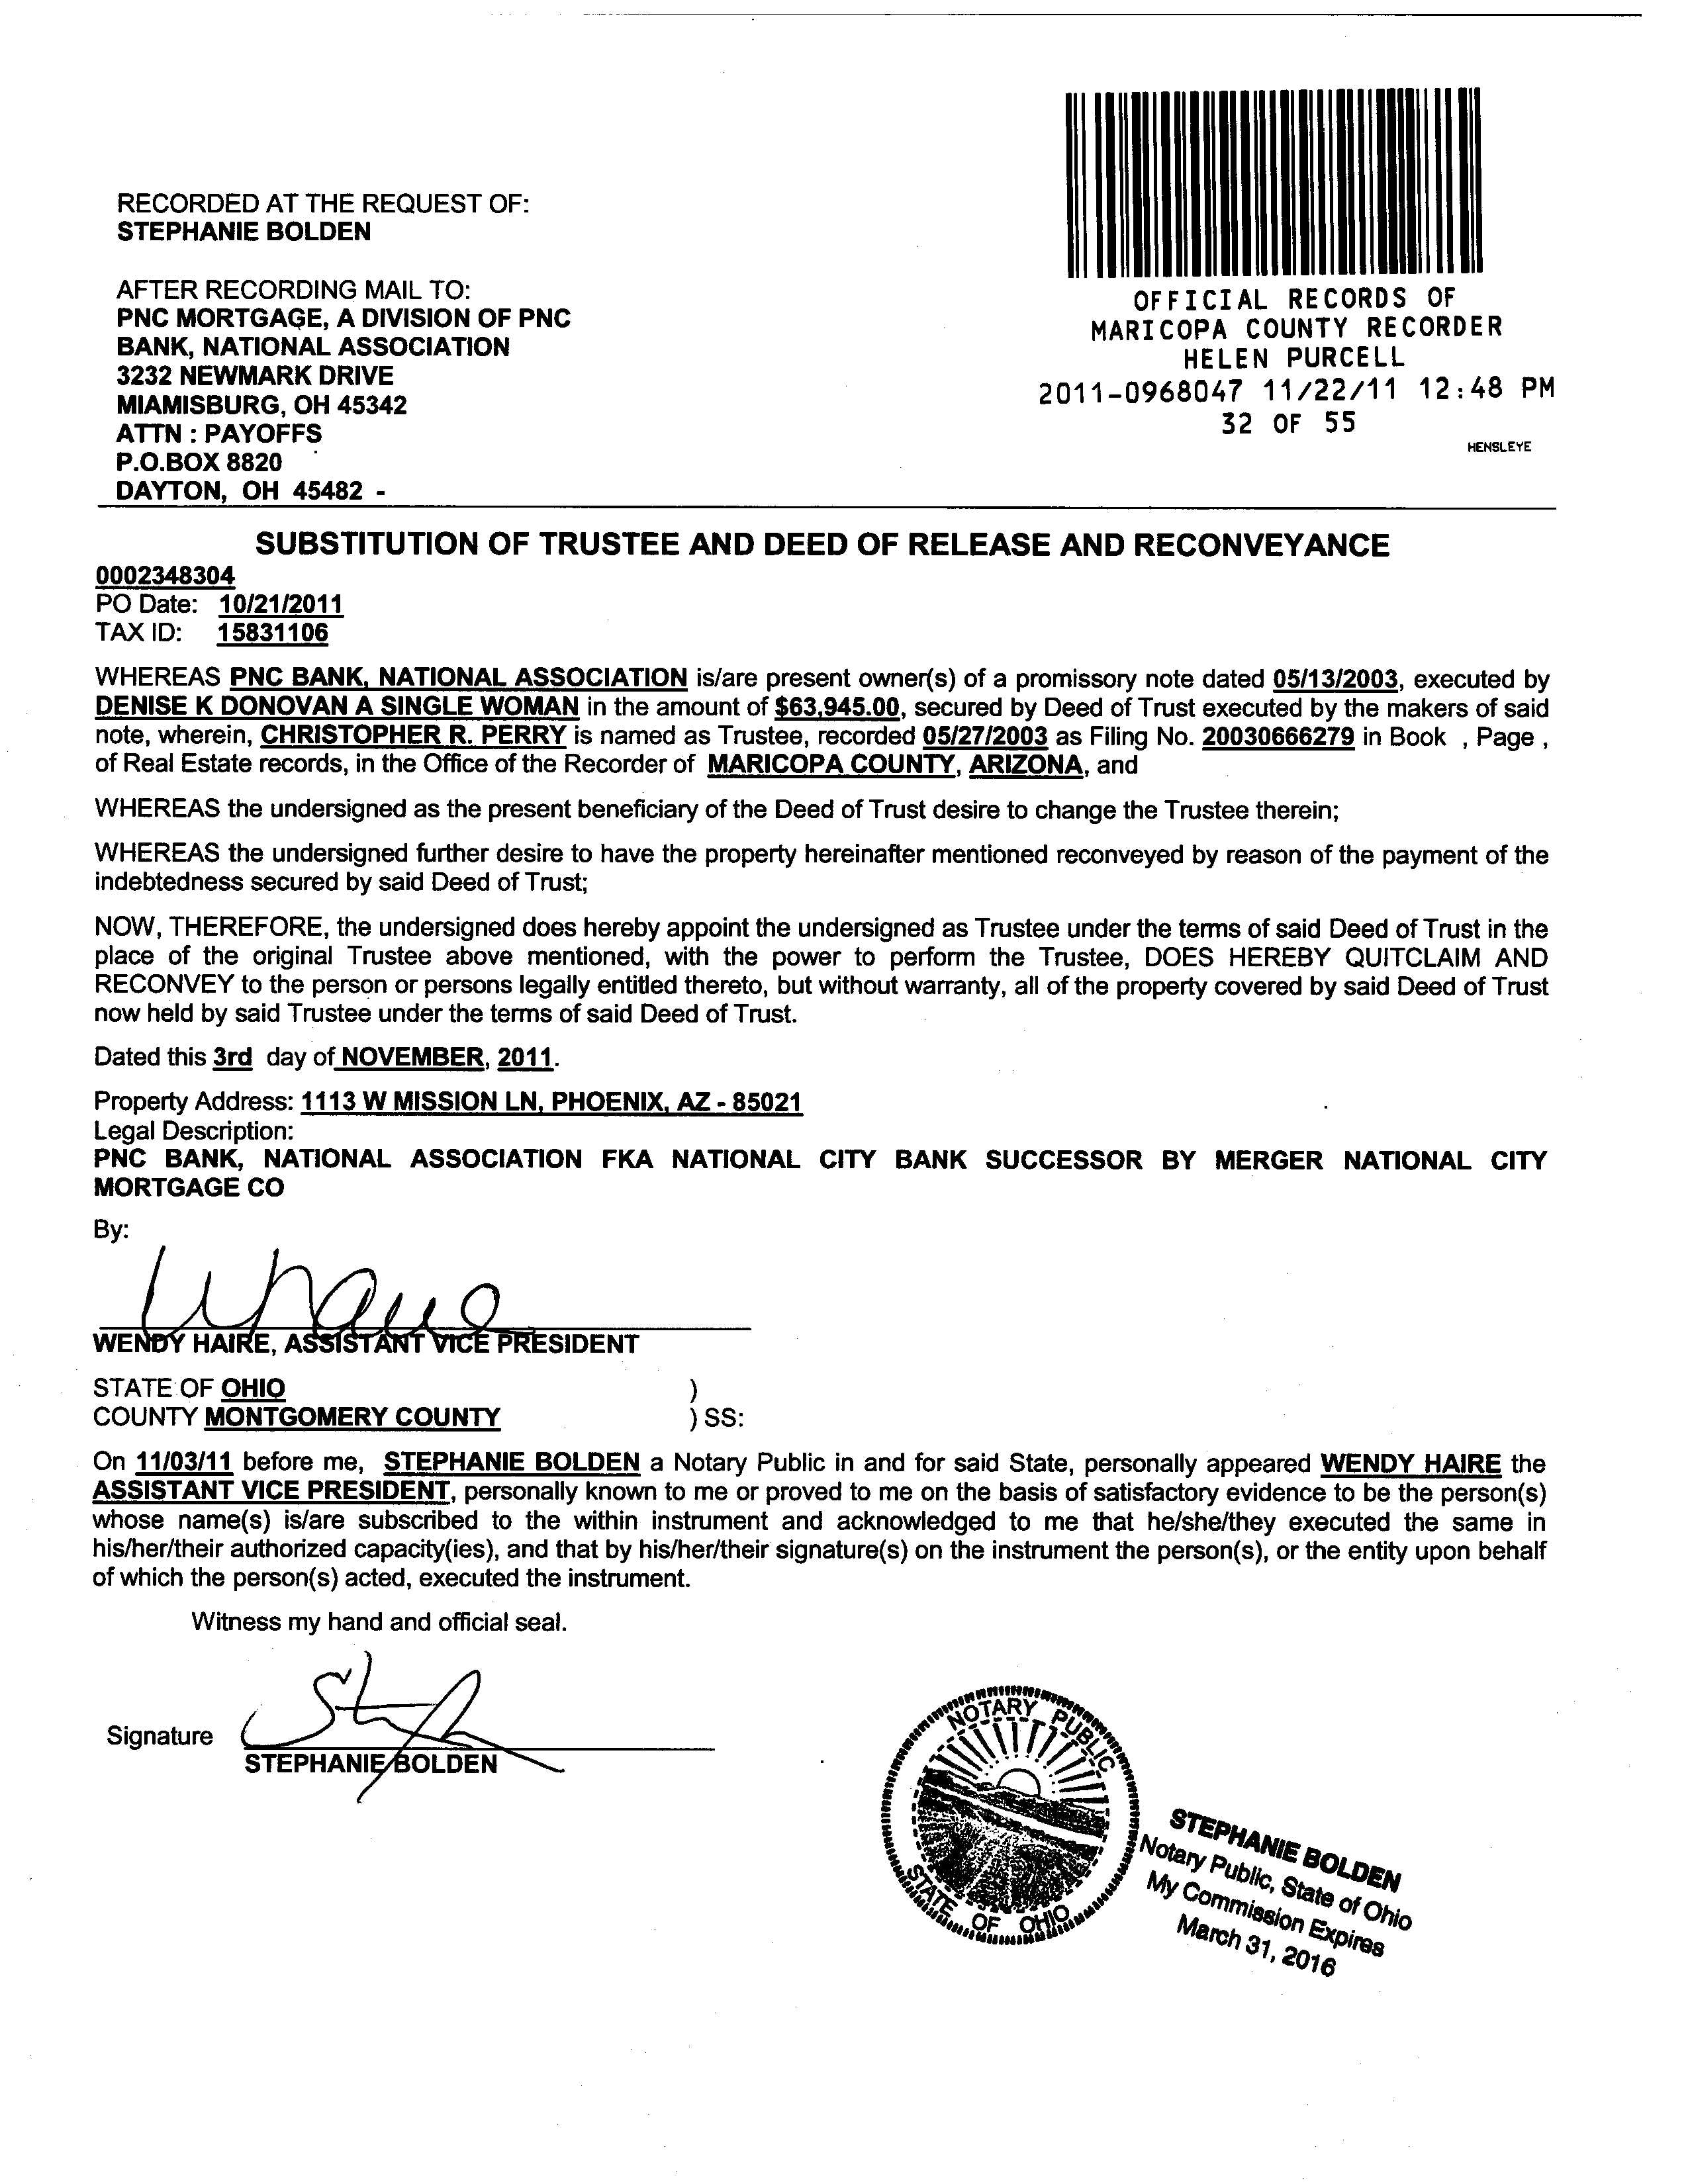 RECORDED AT THE REQUEST OF:
STEPHANIE BOLDEN
AFTER RECORDING MAIL TO:
PNC MORTGAGE, A DIVISION OF PNC
BANK, NATIONAL ASSOCIATION
3232 NEWMARK DRIVE
MIAMISBURG, OH 45342
ATTN : PAYOFFS
P.O.BOX 8820
DAYTON, OH 45482 -
OFFICIAL RECORDS OF
MARICOPA COUNTY RECORDER
HELEN PURCELL
2011-0968047 11/22/11 12:48 PM
32 OF 55
HENSLEYE
SUBSTITUTION OF TRUSTEE AND DEED OF RELEASE AND RECONVEYANCE
0002348304
PO Date: 10/21/2011
TAX ID: 15831106
WHEREAS PNC BANK, NATIONAL ASSOCIATION is/are present owner(s) of a promissory note dated 05/13/2003, executed by
DENISE K DONOVAN A SINGLE WOMAN in the amount of $63,945.00, secured by Deed of Trust executed by the makers of said
note, wherein, CHRISTOPHER R. PERRY is named as Trustee, recorded 05/27/2003 as Filing No. 20030666279 in Book , Page ,
of Real Estate records, in the Office of the Recorder of MARICOPA COUNTY, ARIZONA, and
WHEREAS the undersigned as the present beneficiary of the Deed of Trust desire to change the Trustee therein;
WHEREAS the undersigned further desire to have the property hereinafter mentioned reconveyed by reason of the payment of the
indebtedness secured by said Deed of Trust;
NOW, THEREFORE, the undersigned does hereby appoint the undersigned as Trustee under the terms of said Deed of Trust in the
place of the original Trustee above mentioned, with the power to perform the Trustee, DOES HEREBY QUITCLAIM AND
RECONVEY to the person or persons legally entitled thereto, but without warranty, all of the property covered by said Deed of Trust
now held by said Trustee under the terms of said Deed of Trust.
Dated this 3rd day of NOVEMBER, 2011.
Property Address: 1113 W MISSION LN, PHOENIX, AZ - 85021
Legal Description:
PNC BANK, NATIONAL ASSOCIATION FKA NATIONAL CITY BANK SUCCESSOR BY MERGER NATIONAL CITY
MORTGAGE CO
By:
WENDY HAIRE, ASSISTANT VICE PRESIDENT
STATE OF OHIO )
COUNTY MONTGOMERY COUNTY ) SS:
On 11/03/11 before me, STEPHANIE BOLDEN a Notary Public in and for said State, personally appeared WENDY HAIRE the
ASSISTANT VICE PRESIDENT, personally known to me or proved to me on the basis of satisfactory evidence to be the person(s)
whose name(s) is/are subscribed to the within instrument and acknowledged to me that he/she/they executed the same in
his/her/their authorized capacity(ies), and that by his/her/their signature(s) on the instrument the person(s), or the entity upon behalf
of which the person(s) acted, executed the instrument.
Witness my hand and official seal.
Signature
STEPHANIE BOLDEN
NOTARY PUBLIC
STATE OF OHIO
STEPHANIE BOLDEN
Notary Public, State of Ohio
My Commission Expires
March 31, 2016